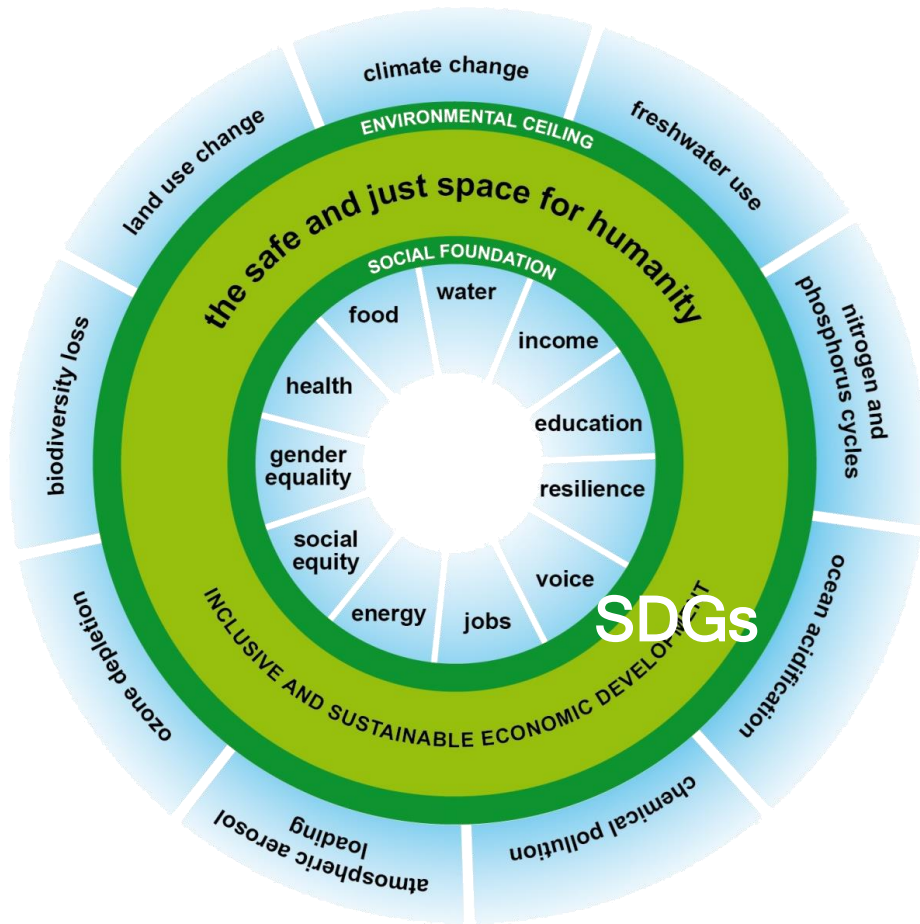 climate change
freshwater use
nitrogen and
phosphorus cycles
ocean acidification
chemical pollution
atmospheric aerosol
loading
ozone depletion
biodiversity loss
land use change
ENVIRONMENTAL CEILING
the safe and just space for humanity
SOCIAL FOUNDATION
water
income
education
resilience
voice
jobs
energy
social
equity
gender
equality
health
food
INCLUSIVE AND SUSTAINABLE ECONOMIC DEVELOPMENT
SDGs